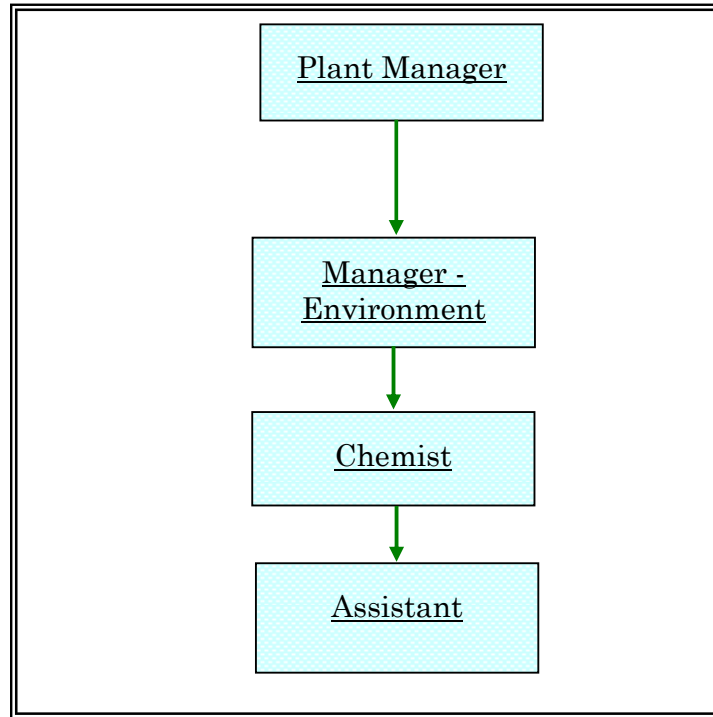 Plant Manager
Manager -
Environment
Chemist
Assistant